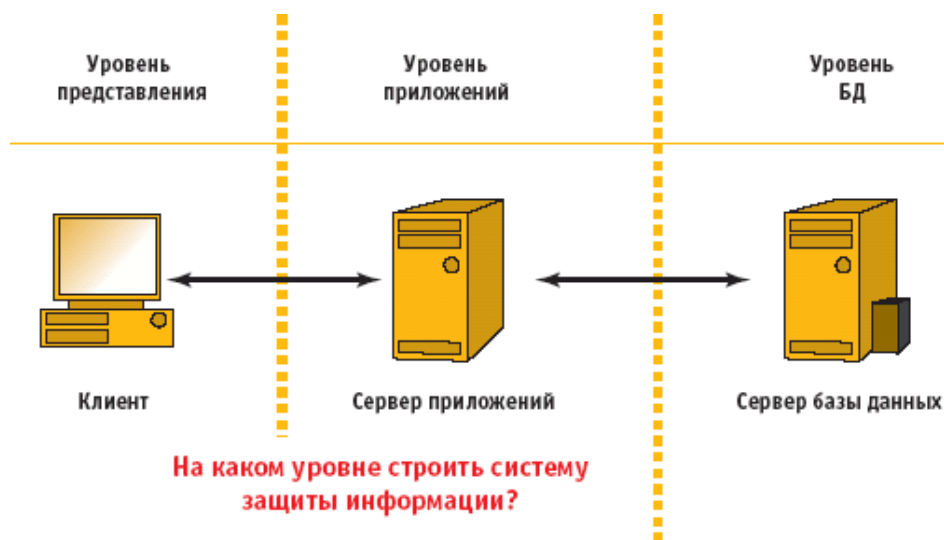 Уровень
представления
Уровень
приложений
Уровень
БД
Клиент
Сервер приложений
Сервер базы данных
На каком уровне строить систему
защиты информации?